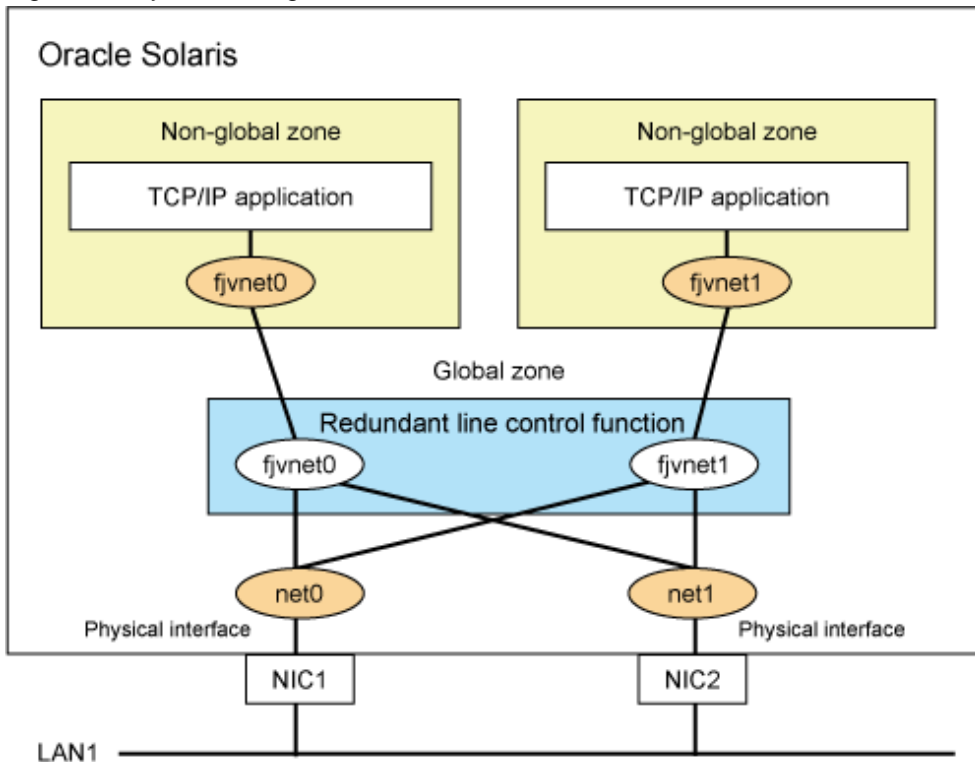 Oracle Solaris
Non-global zone
Non-global zone
TCP/IP application
TCP/IP application
fjvnet0
fjvnet1
Global zone
Redundant line control function
fjvnet0
fjvnet1
net0
net1
Physical interface
Physical interface
NIC1
NIC2
LAN1